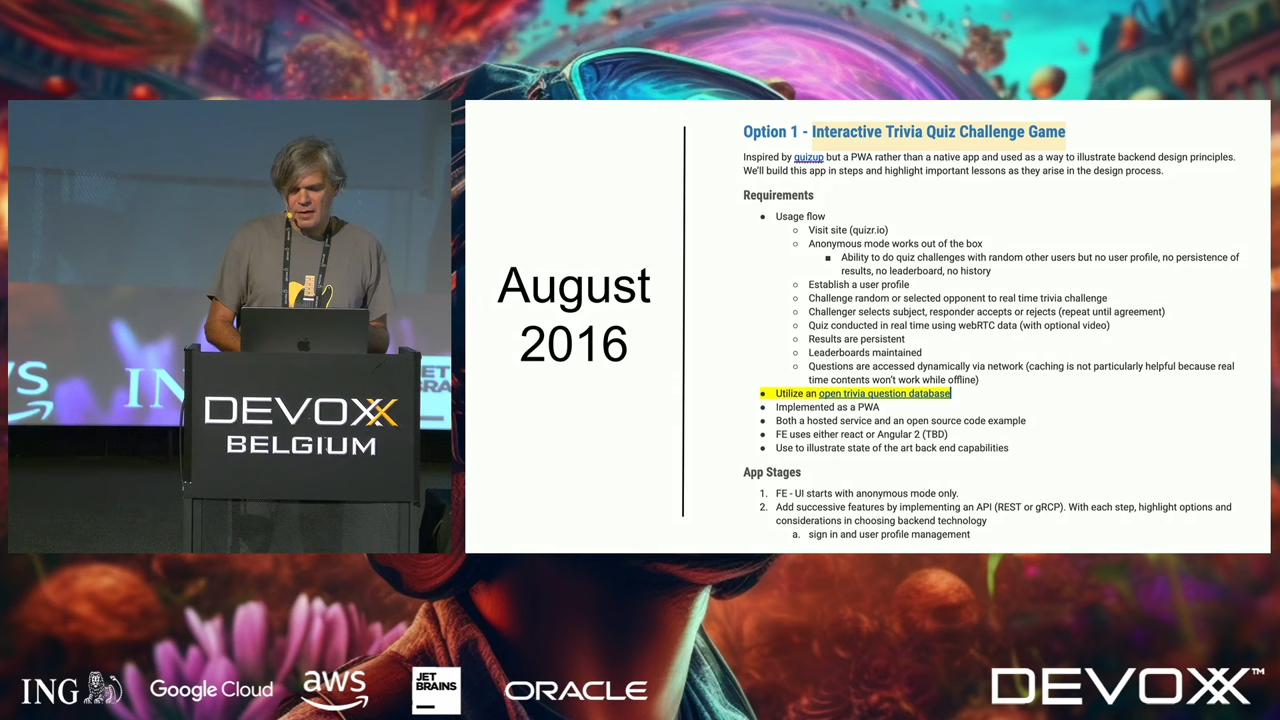 Option 1 - Interactive Trivia Quiz Challenge Game
Inspired by quizup but a PWA rather than a native app and used as a way to illustrate backend design principles.
We'll build this app in steps and highlight important lessons as they arise in the design process.
Requirements
● Usage flow
○ Visit site (quizr.io)
○ Anonymous mode works out of the box
■ Ability to do quiz challenges with random other users but no user profile, no persistence of
results, no leaderboard, no history
○ Establish a user profile
○ Challenge random or selected opponent to real time trivia challenge
○ Challenger selects subject, responder accepts or rejects (repeat until agreement)
○ Quiz conducted in real time using webRTC data (with optional video)
○ Results are persistent
○ Leaderboards maintained
○ Questions are accessed dynamically via network (caching is not particularly helpful because real
time contents won't work while offline)
● Utilize an open trivia question database
● Implemented as a PWA
● Both a hosted service and an open source code example
● FE uses either react or Angular 2 (TBD)
● Use to illustrate state of the art back end capabilities
App Stages
1. FE - UI starts with anonymous mode only.
2. Add successive features by implementing an API (REST or gRCP). With each step, highlight options and
considerations in choosing backend technology
a. sign in and user profile management
August
2016
DEVOXX
BELGIUM
WS
IN
JET
BRAINS
ING
Google Cloud
aws
JET
BRAINS
ORACLE
DEVOXX™